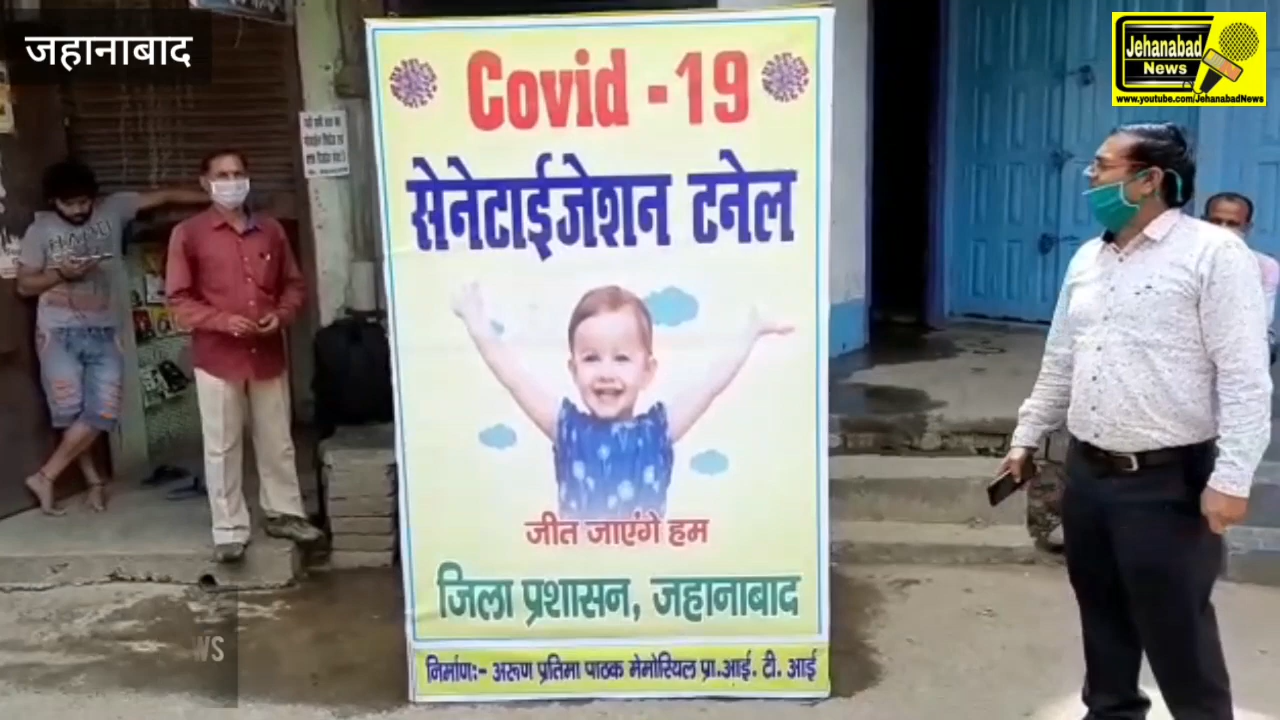 जहानाबाद
Jehanabad
News
www.youtube.com/JehanabadNews
Covid -19
सेनेटाईजेशन टनेल
जीत जाएंगे हम
जिला प्रशासन, जहानाबाद
निर्माण:- अरूण प्रतिमा पाठक मेमोरियल प्रा.आई. टी. आई
WS